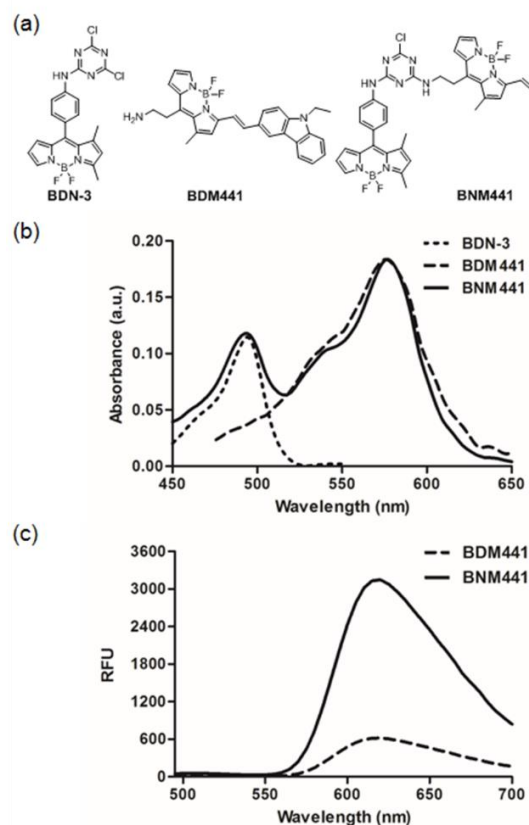 (a)
Cl
N
N
N
Cl
HN
N
N
B
F
F
BDN-3
F
F
B
N
N
H₂N
N
BDM441
Cl
N
N
N
HN
N
H
F
F
B
N
N
N
N
B
F
F
BNM441
(b)
BDN-3
BDM441
BNM441
Absorbance (a.u.)
0.20
0.15
0.10
0.05
0.00
450
500
550
600
650
Wavelength (nm)
(c)
BDM441
BNM441
RFU
3600
3000
2400
1800
1200
600
0
500
550
600
650
700
Wavelength (nm)